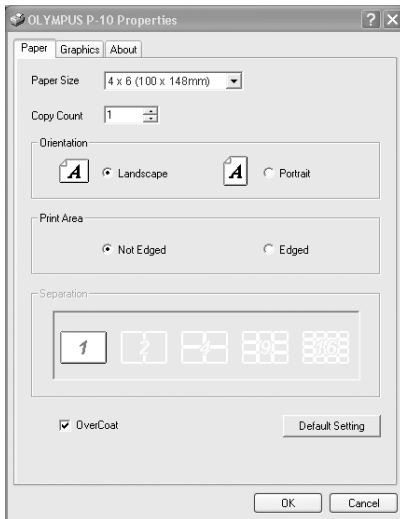 OLYMPUS P-10 Properties
Paper Graphics About
Paper Size 4 x 6 (100 x 148mm)
Copy Count 1
Orientation
A Landscape A Portrait
Print Area
Not Edged Edged
Separation
1 2 4 9 16
OverCoat Default Setting
OK Cancel